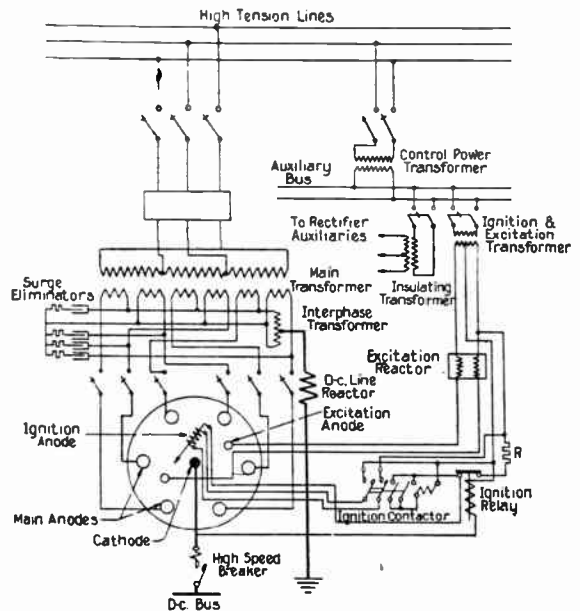 High Tension Lines
Control Power
Transformer
Auxiliary
Bus
To Rectifier
Auxiliaries
Ignition &
Excitation
Transformer
Main
Transformer
Insulating
Transformer
Surge
Eliminators
Interphase
Transformer
Excitation
Reactor
D-c. Line
Reactor
Excitation
Anode
Ignition
Anode
R
Ignition
Relay
Main Anodes
Ignition Contactor
Cathode
High Speed
Breaker
D-c. Bus